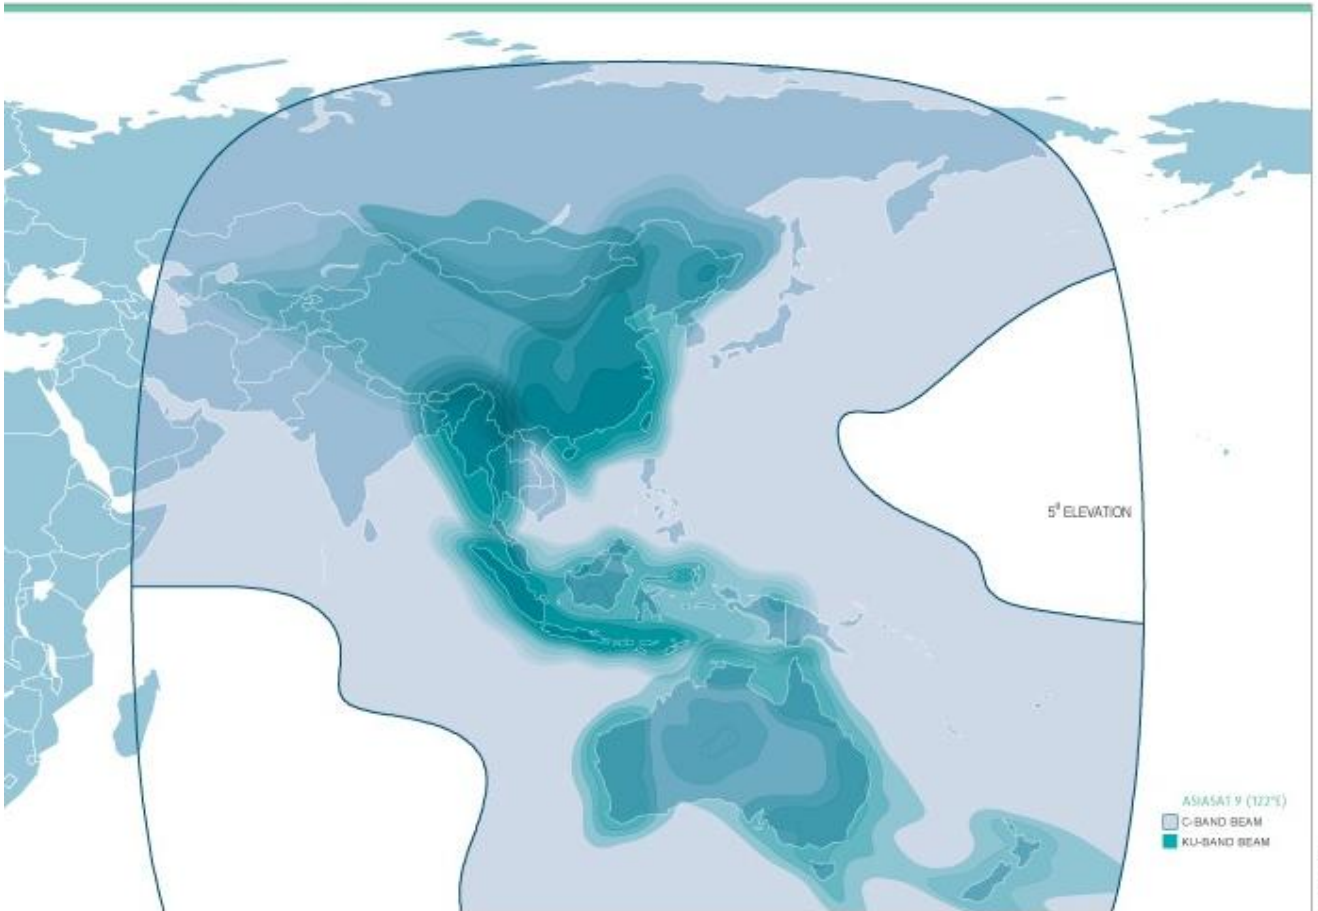 5° ELEVATION
ASIASAT 9 (122°E)
C-BAND BEAM
KU-BAND BEAM